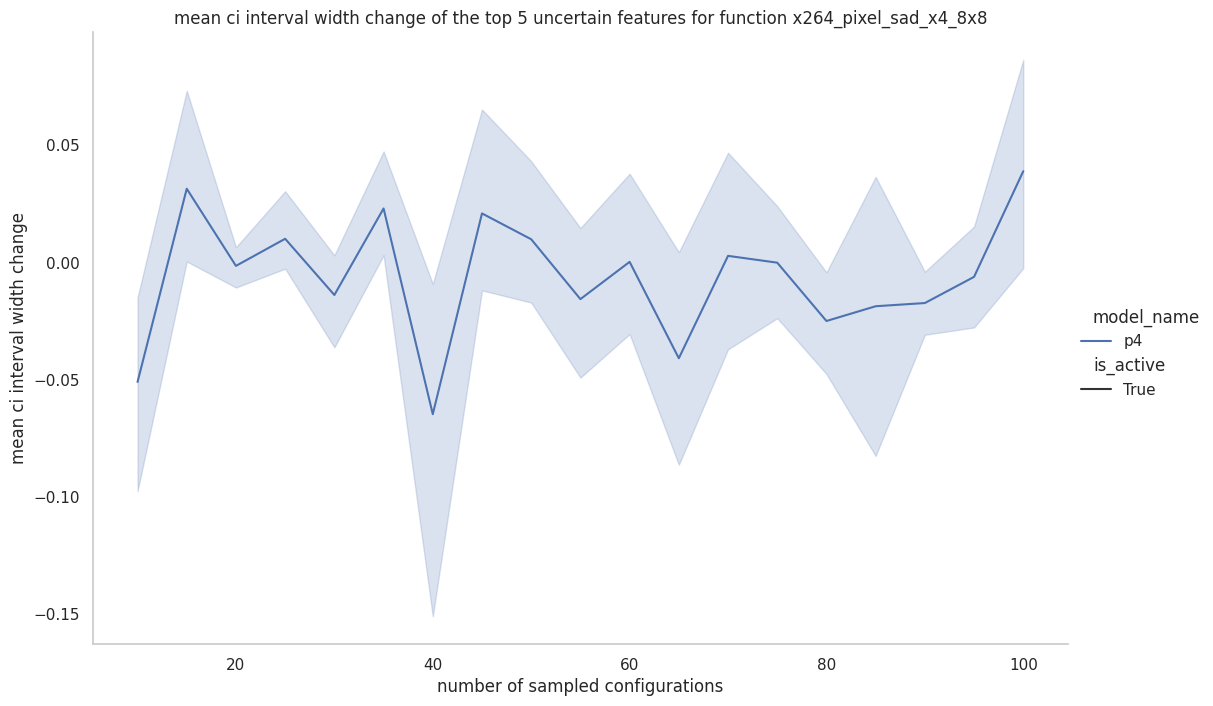 mean ci interval width change of the top 5 uncertain features for function x264_pixel_sad_x4_8x8
mean ci interval width change
0.05
0.00
−0.05
−0.10
−0.15
20
40
60
80
100
number of sampled configurations
model_name
p4
is_active
True